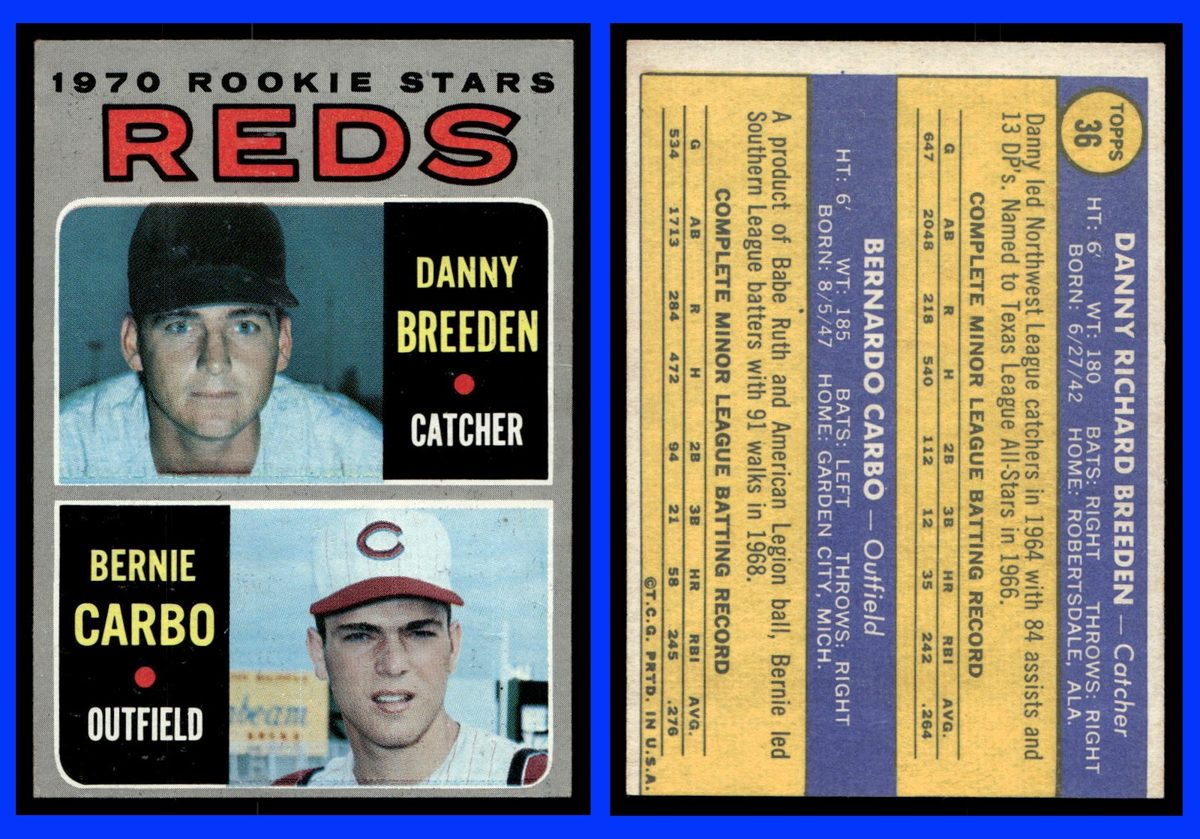 1970 ROOKIE STARS
REDS
DANNY
BREEDEN
CATCHER
C
BERNIE
CARBO
OUTFIELD
TOPPS
36
DANNY RICHARD BREEDEN — Catcher
HT: 6' WT: 180 BATS: RIGHT THROWS: RIGHT
BORN: 6/27/42 HOME: ROBERTSDALE, ALA.
Danny led Northwest League catchers in 1964 with 84 assists and
13 DP's. Named to Texas League All-Stars in 1966.
COMPLETE MINOR LEAGUE BATTING RECORD
G AB R H 2B 3B HR RBI AVG.
647 2048 218 540 112 12 35 242 .264
BERNARDO CARBO — Outfield
HT: 6' WT: 185 BATS: LEFT THROWS: RIGHT
BORN: 8/5/47 HOME: GARDEN CITY, MICH.
A product of Babe Ruth and American Legion ball, Bernie led
Southern League batters with 91 walks in 1968.
COMPLETE MINOR LEAGUE BATTING RECORD
G AB R H 2B 3B HR RBI AVG.
534 1713 284 472 94 21 58 245 .276
©T.C.G. PRTD. IN U.S.A.